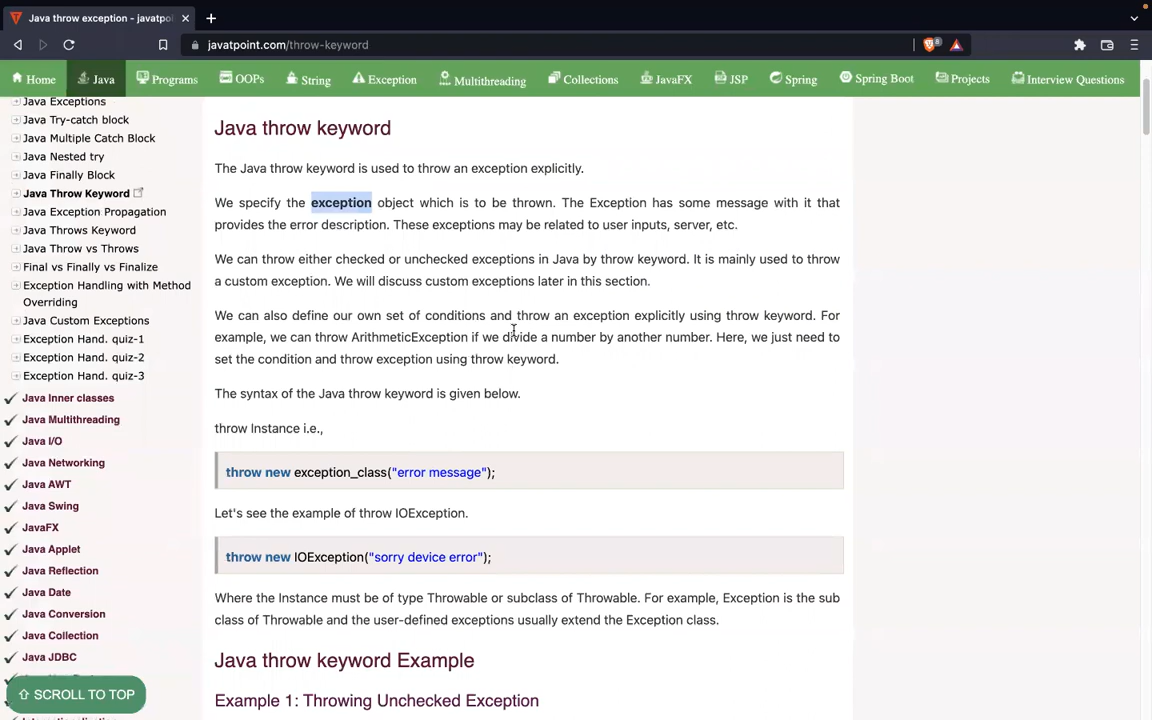 Java throw exception - javatpo
javatpoint.com/throw-keyword
8
Home
Java
Programs
OOPs
String
Exception
Multithreading
Collections
JavaFX
JSP
Spring
Spring Boot
Projects
Interview Questions
Java Exceptions
Java Try-catch block
Java Multiple Catch Block
Java Nested try
Java Finally Block
Java Throw Keyword
Java Exception Propagation
Java Throws Keyword
Java Throw vs Throws
Final vs Finally vs Finalize
Exception Handling with Method
Overriding
Java Custom Exceptions
Exception Hand. quiz-1
Exception Hand. quiz-2
Exception Hand. quiz-3
Java Inner classes
Java Multithreading
Java I/O
Java Networking
Java AWT
Java Swing
JavaFX
Java Applet
Java Reflection
Java Date
Java Conversion
Java Collection
Java JDBC
SCROLL TO TOP
Java throw keyword
The Java throw keyword is used to throw an exception explicitly.
We specify the exception object which is to be thrown. The Exception has some message with it that
provides the error description. These exceptions may be related to user inputs, server, etc.
We can throw either checked or unchecked exceptions in Java by throw keyword. It is mainly used to throw
a custom exception. We will discuss custom exceptions later in this section.
We can also define our own set of conditions and throw an exception explicitly using throw keyword. For
example, we can throw ArithmeticException if we divide a number by another number. Here, we just need to
set the condition and throw exception using throw keyword.
The syntax of the Java throw keyword is given below.
throw Instance i.e.,
throw new exception_class("error message");
Let's see the example of throw IOException.
throw new IOException("sorry device error");
Where the Instance must be of type Throwable or subclass of Throwable. For example, Exception is the sub
class of Throwable and the user-defined exceptions usually extend the Exception class.
Java throw keyword Example
Example 1: Throwing Unchecked Exception